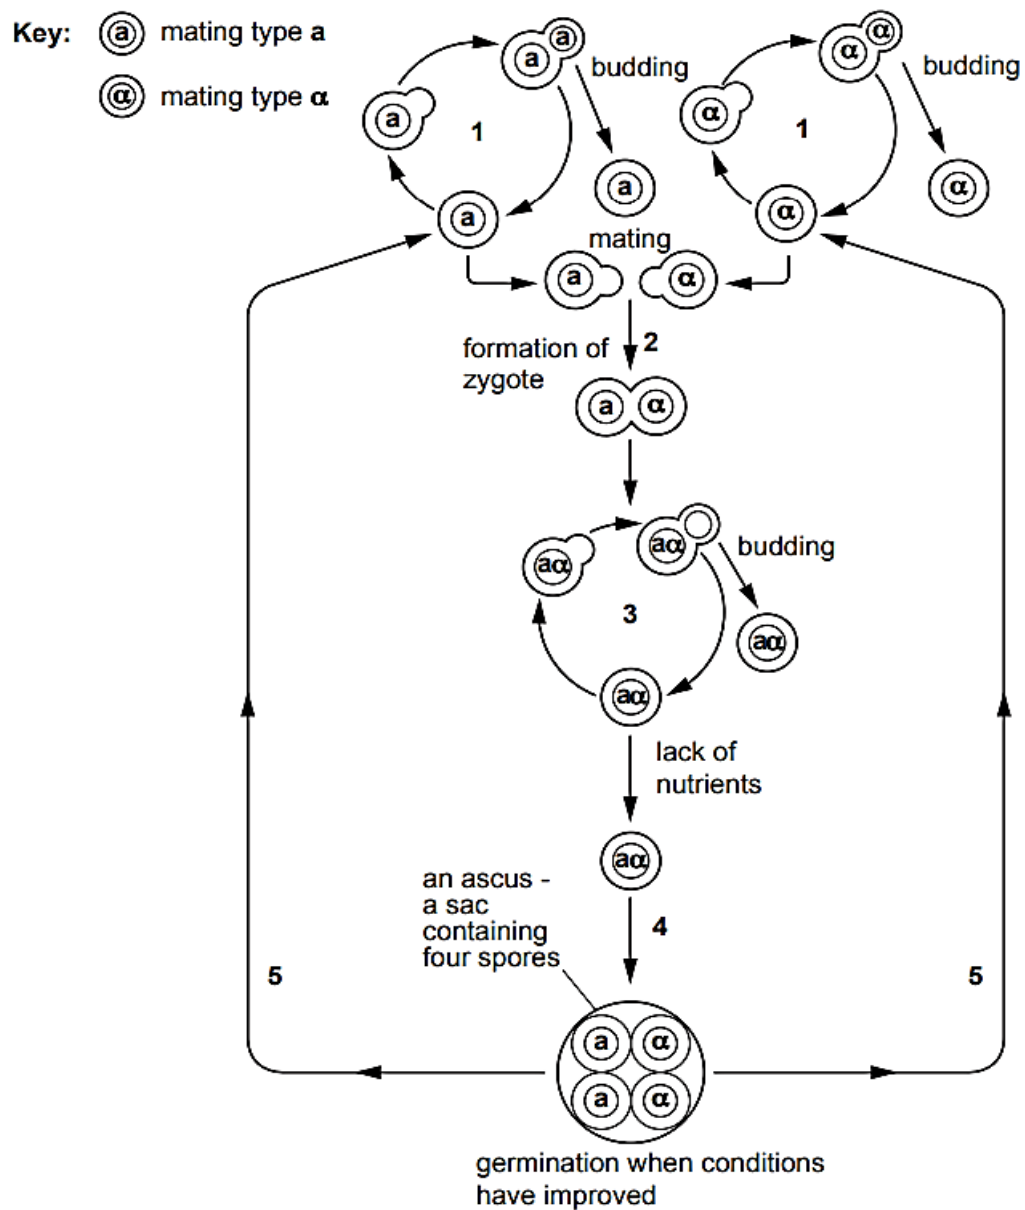 Key:
a mating type a
α mating type α
a
a
a
budding
a
1
a
a
α
α
α
budding
α
1
α
α
mating
a
α
2
formation of
zygote
a α
aα
aα
budding
3
aα
aα
lack of
nutrients
aα
an ascus -
a sac
containing
four spores
4
5
5
a α
a α
germination when conditions
have improved